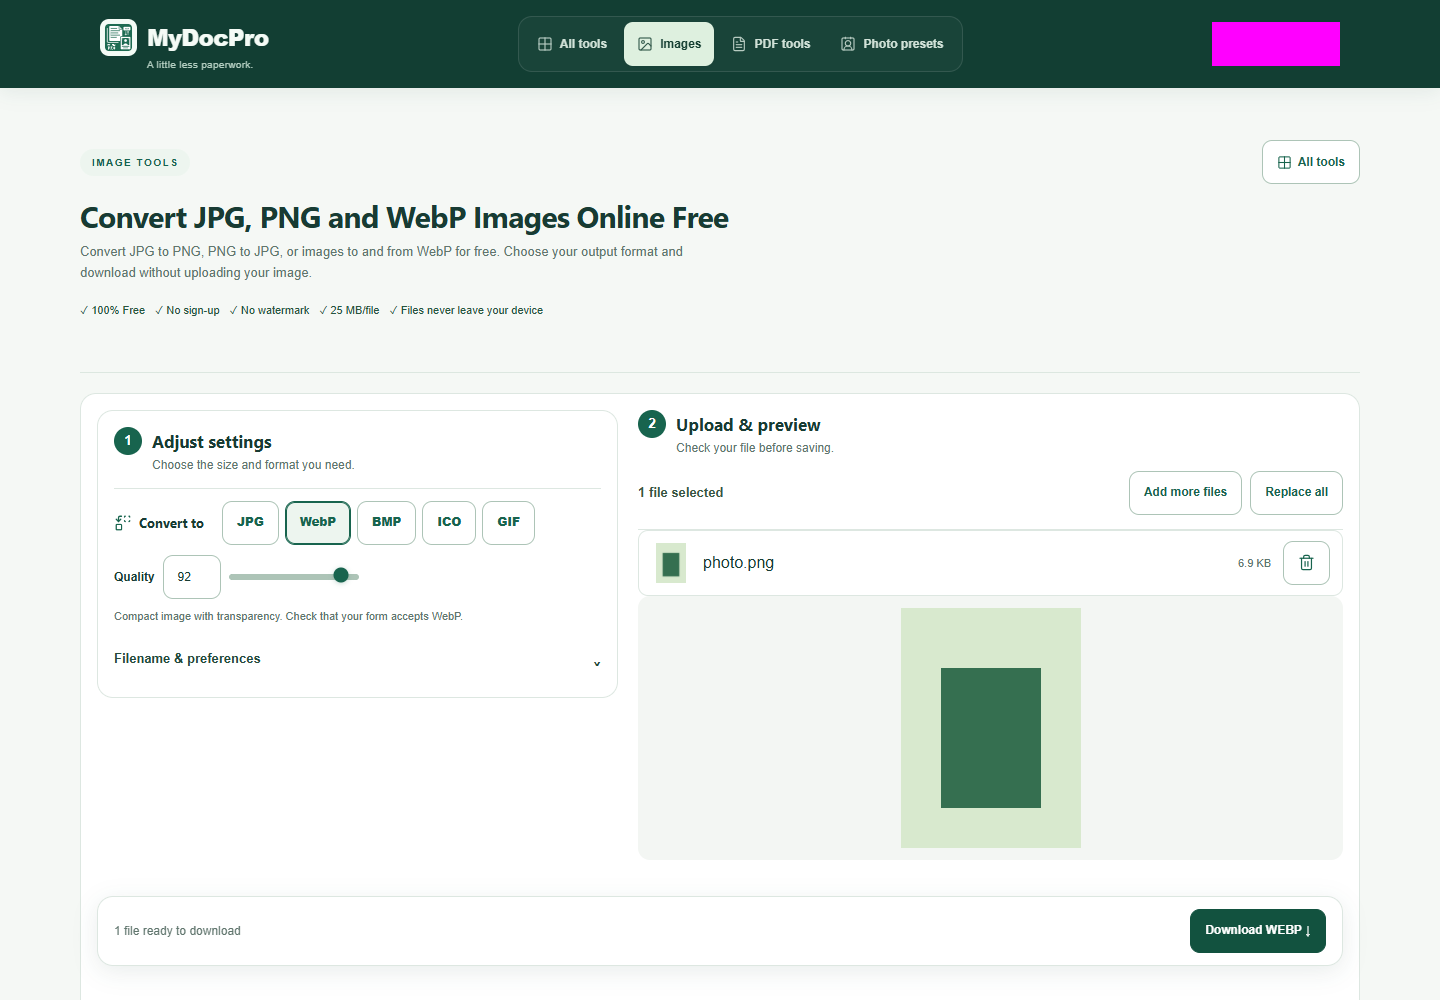 MyDocPro
A little less paperwork.
All tools
Images
PDF tools
Photo presets
IMAGE TOOLS
All tools
Convert JPG, PNG and WebP Images Online Free
Convert JPG to PNG, PNG to JPG, or images to and from WebP for free. Choose your output format and
download without uploading your image.
✓ 100% Free ✓ No sign-up ✓ No watermark ✓ 25 MB/file ✓ Files never leave your device
1 Adjust settings
Choose the size and format you need.
Convert to JPG WebP BMP ICO GIF
Quality 92
Compact image with transparency. Check that your form accepts WebP.
Filename & preferences
2 Upload & preview
Check your file before saving.
1 file selected
Add more files
Replace all
photo.png
6.9 KB
1 file ready to download
Download WEBP ↓